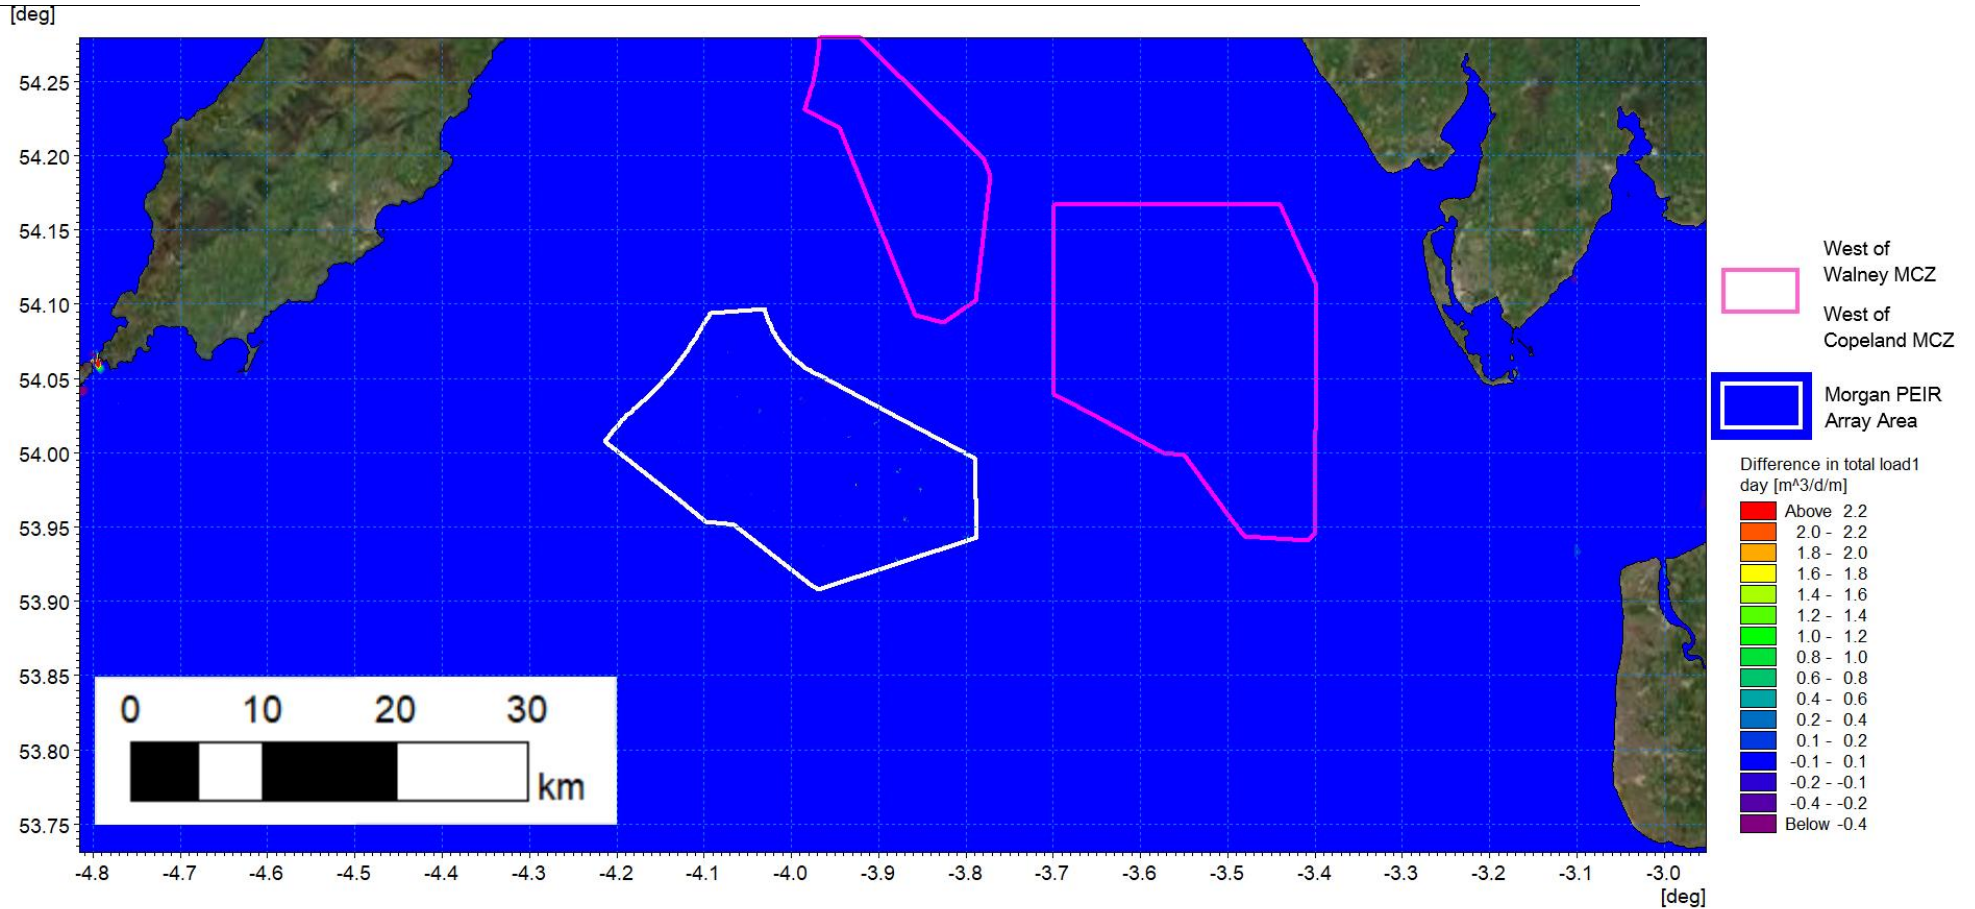 [deg]
54.25
54.20
54.15
54.10
54.05
54.00
53.95
53.90
53.85
53.80
53.75
0 10 20 30
km
-4.8 -4.7 -4.6 -4.5 -4.4 -4.3 -4.2 -4.1 -4.0 -3.9 -3.8 -3.7 -3.6 -3.5 -3.4 -3.3 -3.2 -3.1 -3.0
[deg]
West of
Walney MCZ
West of
Copeland MCZ
Morgan PEIR
Array Area
Difference in total load1
day [m^3/d/m]
Above 2.2
2.0 - 2.2
1.8 - 2.0
1.6 - 1.8
1.4 - 1.6
1.2 - 1.4
1.0 - 1.2
0.8 - 1.0
0.6 - 0.8
0.4 - 0.6
0.2 - 0.4
0.1 - 0.2
-0.1 - 0.1
-0.2 - -0.1
-0.4 - -0.2
Below -0.4